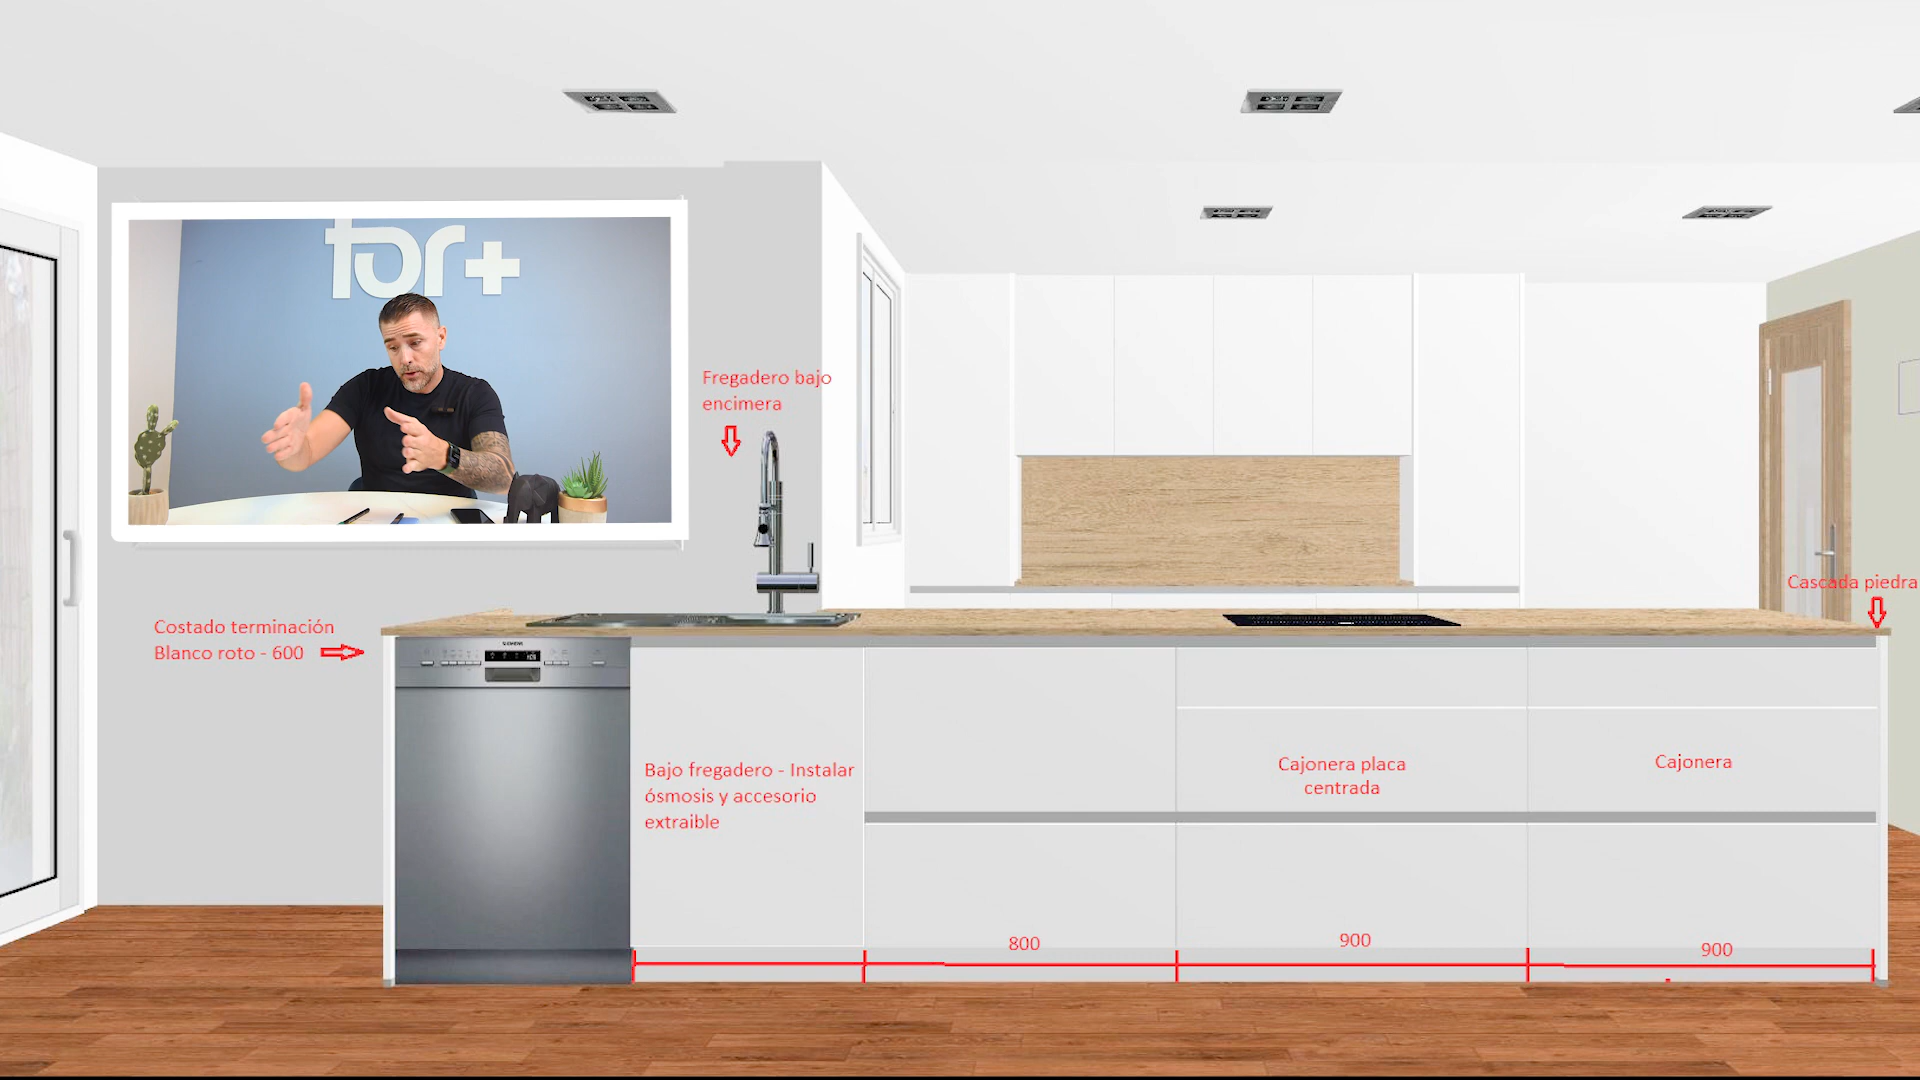 for+
Fregadero bajo
encimera
Costado terminación
Blanco roto - 600
Cascada piedra
SIEMENS
Bajo fregadero - Instalar
ósmosis y accesorio
extraible
Cajonera placa
centrada
Cajonera
800
900
900